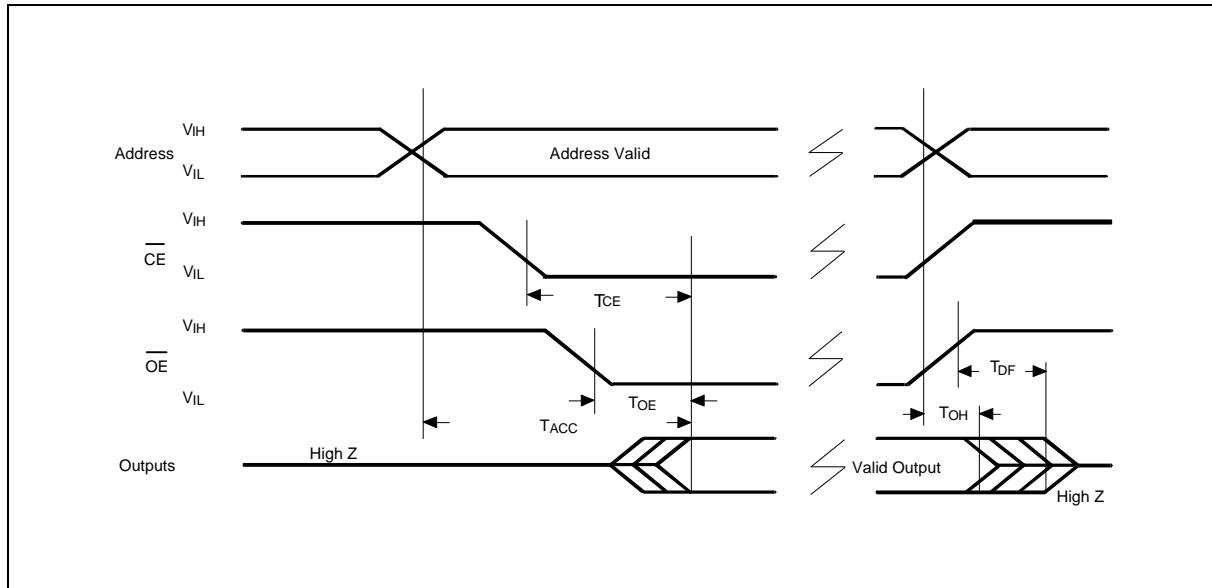 VIH
Address
Address Valid
VIL
VIH
CE
VIL
TCE
VIH
OE
TDF
VIL
TOE
TOH
TACC
High Z
Outputs
Valid Output
High Z